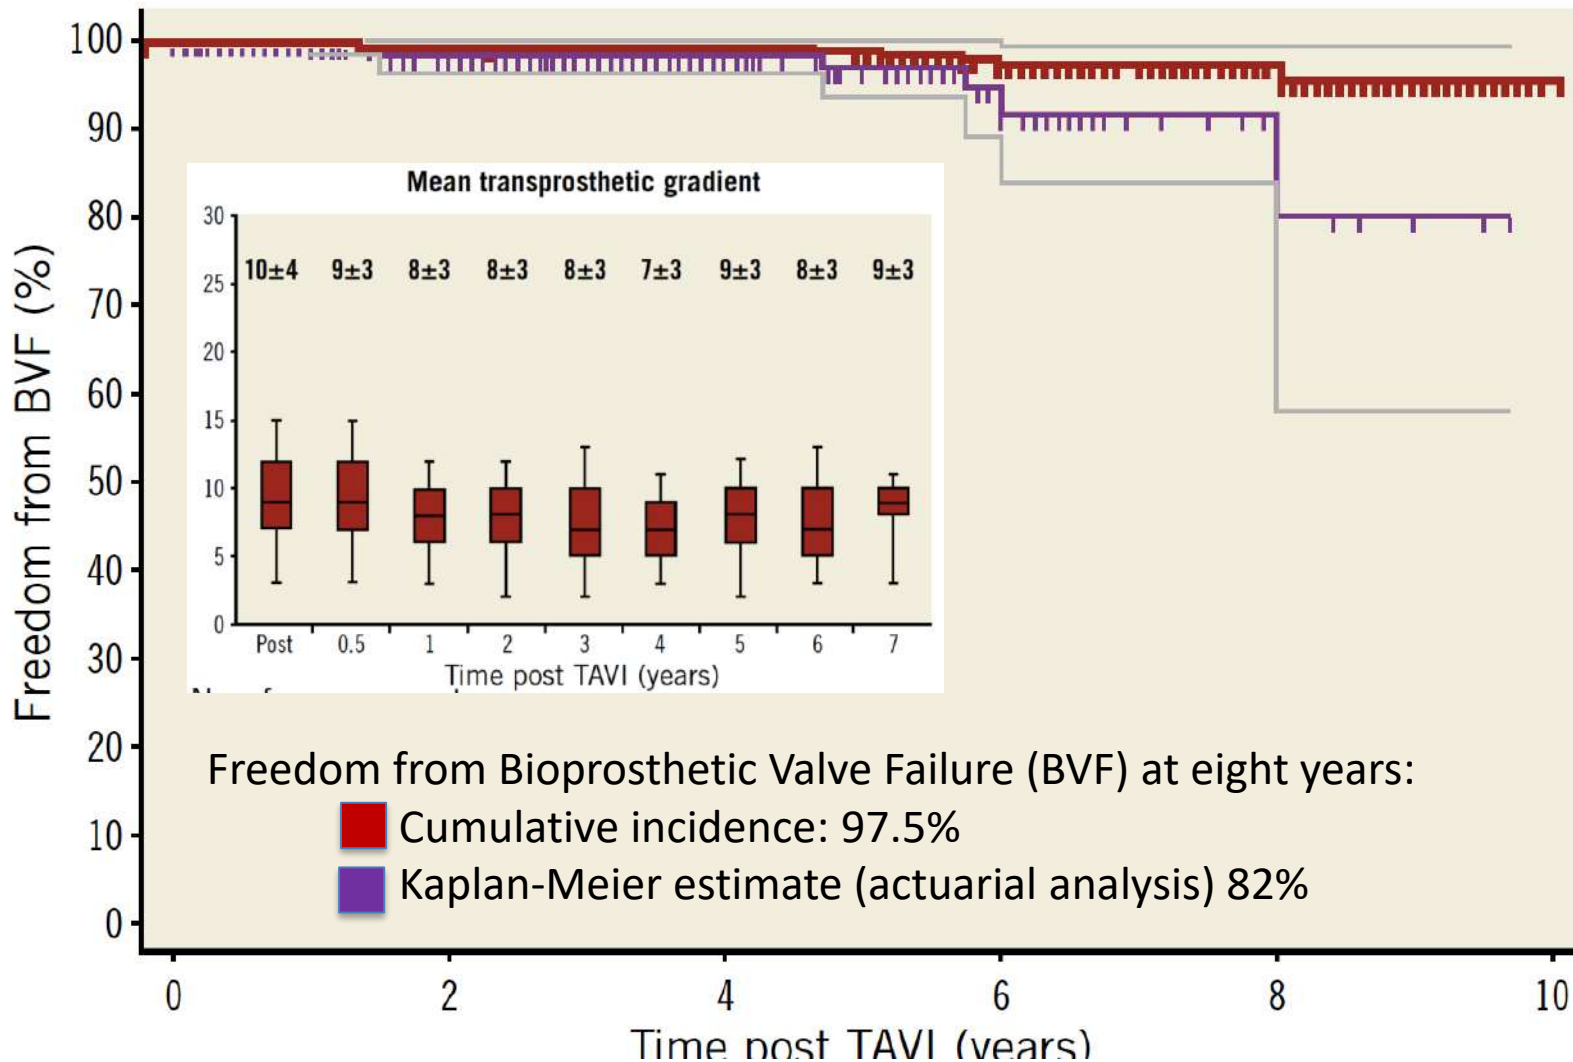 100
90
80
70
60
50
40
30
20
10
0
Freedom from BVF (%)
Mean transprosthetic gradient
30
25
20
15
10
5
0
10±4 9±3 8±3 8±3 8±3 7±3 9±3 8±3 9±3
Post 0.5 1 2 3 4 5 6 7
Time post TAVI (years)
Freedom from Bioprosthetic Valve Failure (BVF) at eight years:
Cumulative incidence: 97.5%
Kaplan-Meier estimate (actuarial analysis) 82%
0 2 4 6 8 10
Time post TAVI (years)